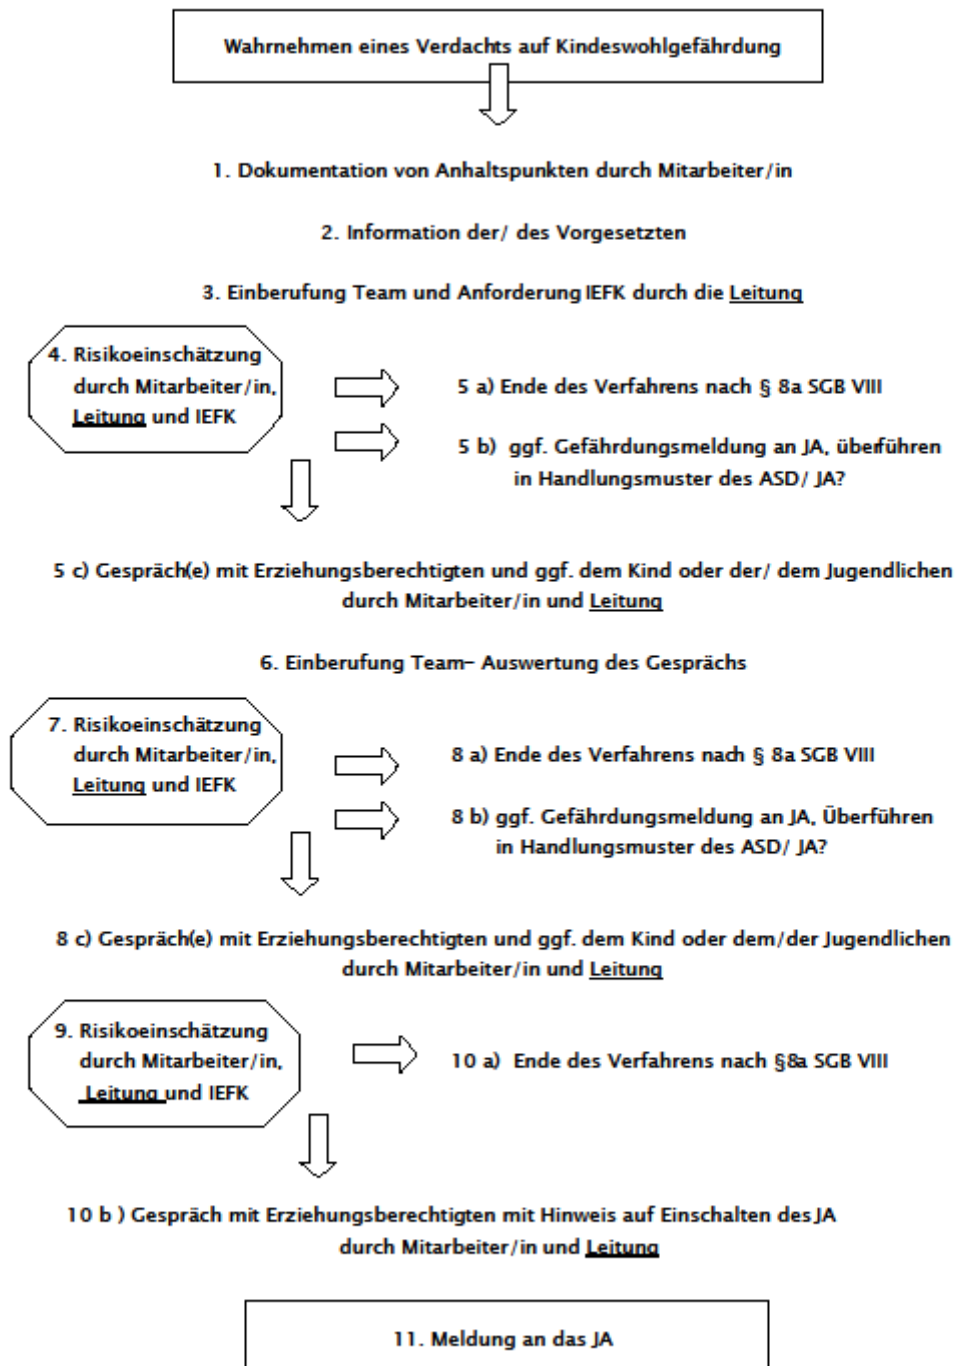 Wahrnehmen eines Verdachts auf Kindeswohlgefährdung
1. Dokumentation von Anhaltspunkten durch Mitarbeiter/in
2. Information der/ des Vorgesetzten
3. Einberufung Team und Anforderung IEFK durch die Leitung
4. Risikoeinschätzung
durch Mitarbeiter/in,
Leitung und IEFK
5 a) Ende des Verfahrens nach § 8a SGB VIII
5 b) ggf. Gefährdungsmeldung an JA, überführen
in Handlungsmuster des ASD/ JA?
5 c) Gespräch(e) mit Erziehungsberechtigten und ggf. dem Kind oder der/ dem Jugendlichen
durch Mitarbeiter/in und Leitung
6. Einberufung Team- Auswertung des Gesprächs
7. Risikoeinschätzung
durch Mitarbeiter/in,
Leitung und IEFK
8 a) Ende des Verfahrens nach § 8a SGB VIII
8 b) ggf. Gefährdungsmeldung an JA, Überführen
in Handlungsmuster des ASD/ JA?
8 c) Gespräch(e) mit Erziehungsberechtigten und ggf. dem Kind oder dem/der Jugendlichen
durch Mitarbeiter/in und Leitung
9. Risikoeinschätzung
durch Mitarbeiter/in,
Leitung und IEFK
10 a) Ende des Verfahrens nach §8a SGB VIII
10 b ) Gespräch mit Erziehungsberechtigten mit Hinweis auf Einschalten des JA
durch Mitarbeiter/in und Leitung
11. Meldung an das JA